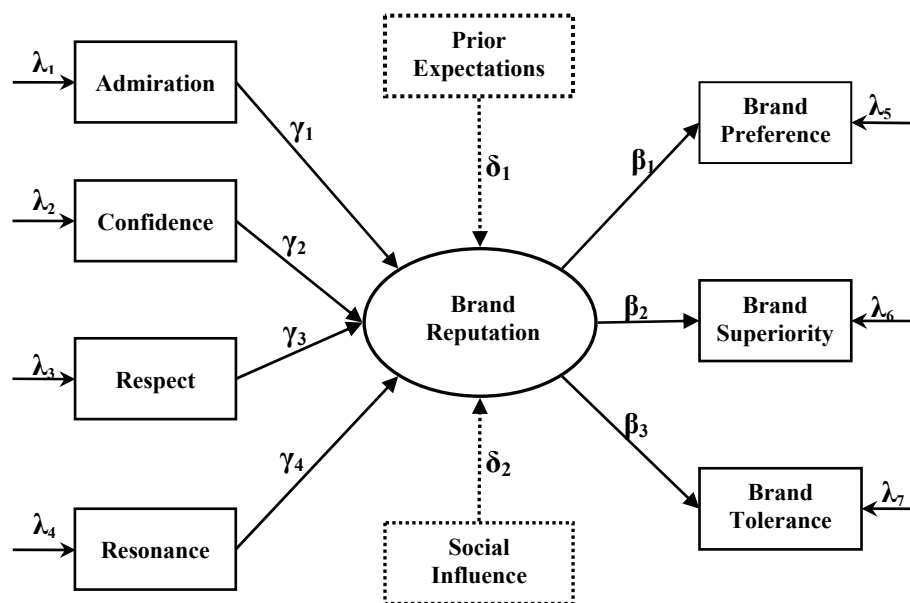 λ₁
Admiration
γ₁
λ₂
Confidence
γ₂
λ₃
Respect
γ₃
λ₄
Resonance
γ₄
Prior
Expectations
δ₁
Brand
Reputation
δ₂
Social
Influence
β₁
Brand
Preference
λ₅
β₂
Brand
Superiority
λ₆
β₃
Brand
Tolerance
λ₇